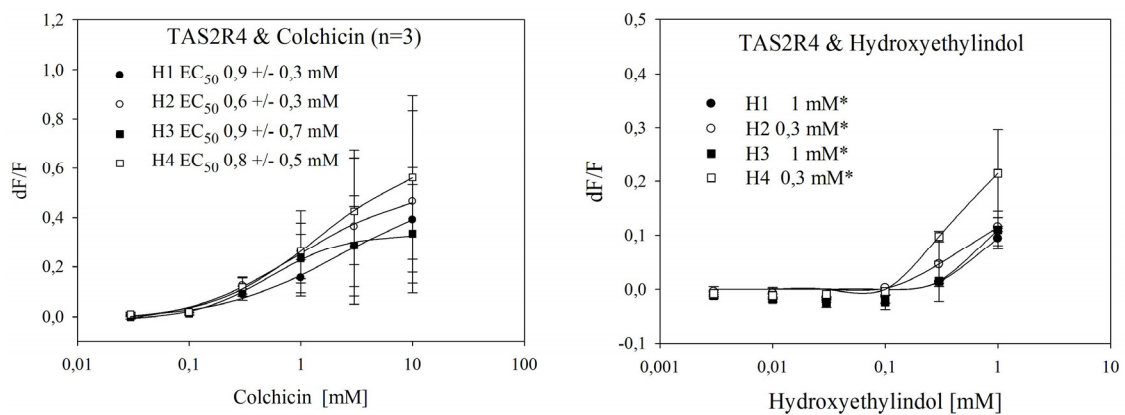 TAS2R4 & Colchicin (n=3)
H1 EC50 0,9 +/- 0,3 mM
H2 EC50 0,6 +/- 0,3 mM
H3 EC50 0,9 +/- 0,7 mM
H4 EC50 0,8 +/- 0,5 mM
dF/F
1,2
1,0
0,8
0,6
0,4
0,2
0,0
0,01
0,1
1
10
100
Colchicin [mM]
TAS2R4 & Hydroxyethylindol
H1 1 mM*
H2 0,3 mM*
H3 1 mM*
H4 0,3 mM*
dF/F
0,5
0,4
0,3
0,2
0,1
0,0
-0,1
0,001
0,01
0,1
1
10
Hydroxyethylindol [mM]